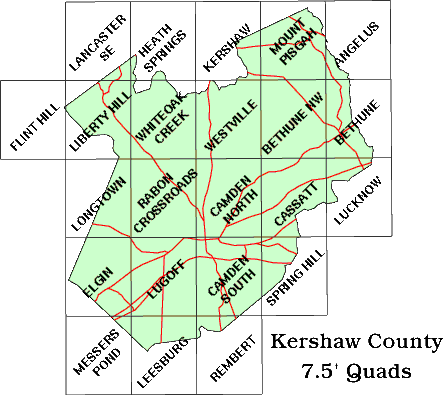 LANCASTER
SE
HEATH
SPRINGS
KERSHAW
MOUNT
PISGAH
ANGELUS
FLINT HILL
LIBERTY HILL
WHITEOAK
CREEK
WESTVILLE
BETHUNE NW
BETHUNE
LONGTOWN
RABON
CROSSROADS
CAMDEN
NORTH
CASSATT
LUCKNOW
ELGIN
LUGOFF
CAMDEN
SOUTH
SPRING HILL
MESSERS
POND
LEESBURG
REMBERT
Kershaw County
7.5' Quads